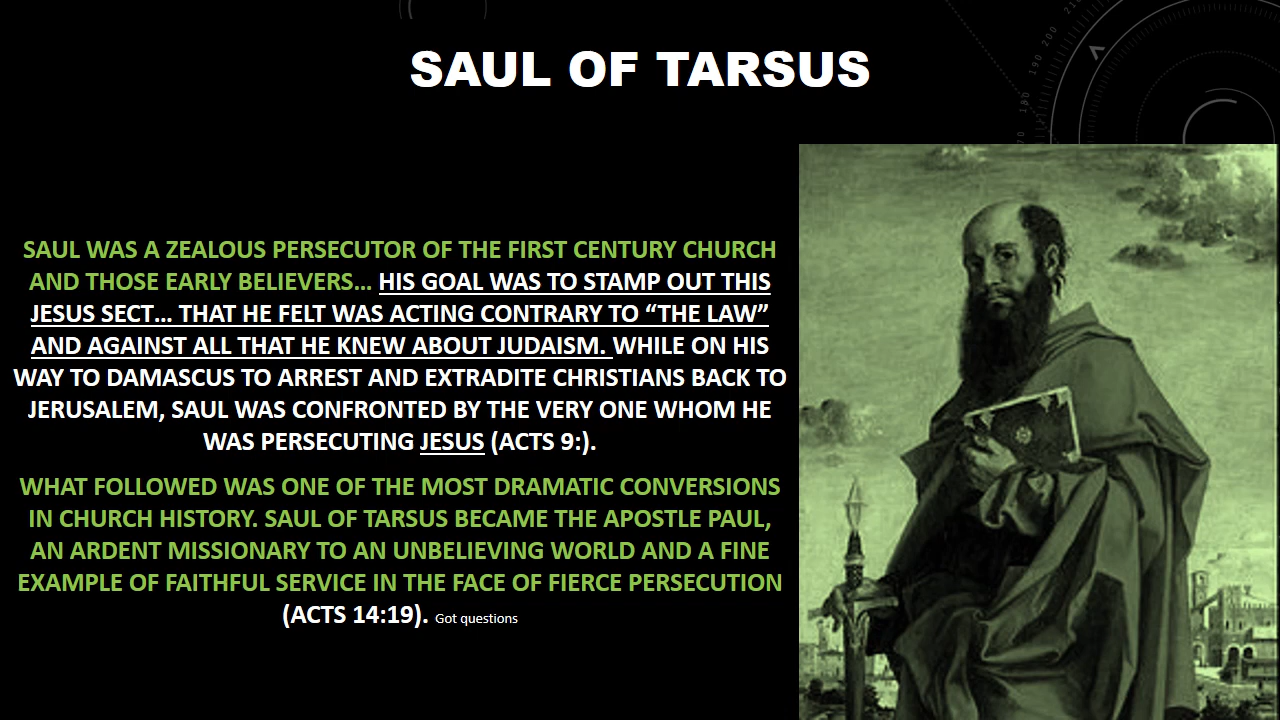 SAUL OF TARSUS
SAUL WAS A ZEALOUS PERSECUTOR OF THE FIRST CENTURY CHURCH
AND THOSE EARLY BELIEVERS... HIS GOAL WAS TO STAMP OUT THIS
JESUS SECT... THAT HE FELT WAS ACTING CONTRARY TO “THE LAW”
AND AGAINST ALL THAT HE KNEW ABOUT JUDAISM. WHILE ON HIS
WAY TO DAMASCUS TO ARREST AND EXTRADITE CHRISTIANS BACK TO
JERUSALEM, SAUL WAS CONFRONTED BY THE VERY ONE WHOM HE
WAS PERSECUTING JESUS (ACTS 9:).
WHAT FOLLOWED WAS ONE OF THE MOST DRAMATIC CONVERSIONS
IN CHURCH HISTORY. SAUL OF TARSUS BECAME THE APOSTLE PAUL,
AN ARDENT MISSIONARY TO AN UNBELIEVING WORLD AND A FINE
EXAMPLE OF FAITHFUL SERVICE IN THE FACE OF FIERCE PERSECUTION
(ACTS 14:19). Got questions
180 190 200